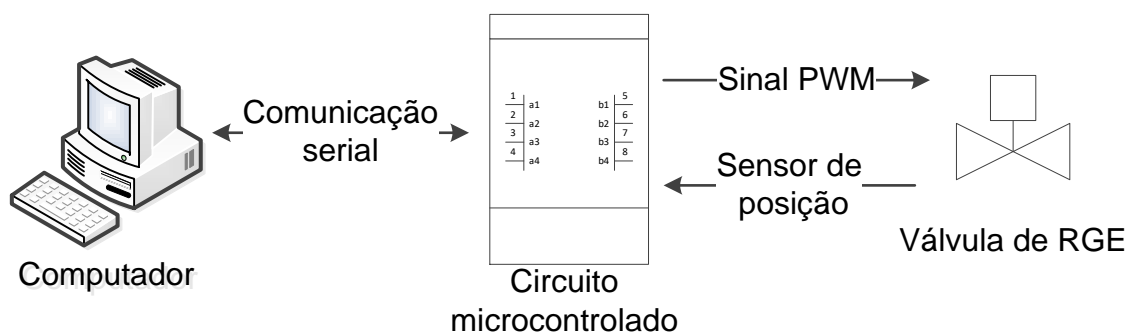 Computador
Comunicação
serial
1 a1
2 a2
3 a3
4 a4
b1 5
b2 6
b3 7
b4 8
Circuito
microcontrolado
Sinal PWM
Sensor de
posição
Válvula de RGE